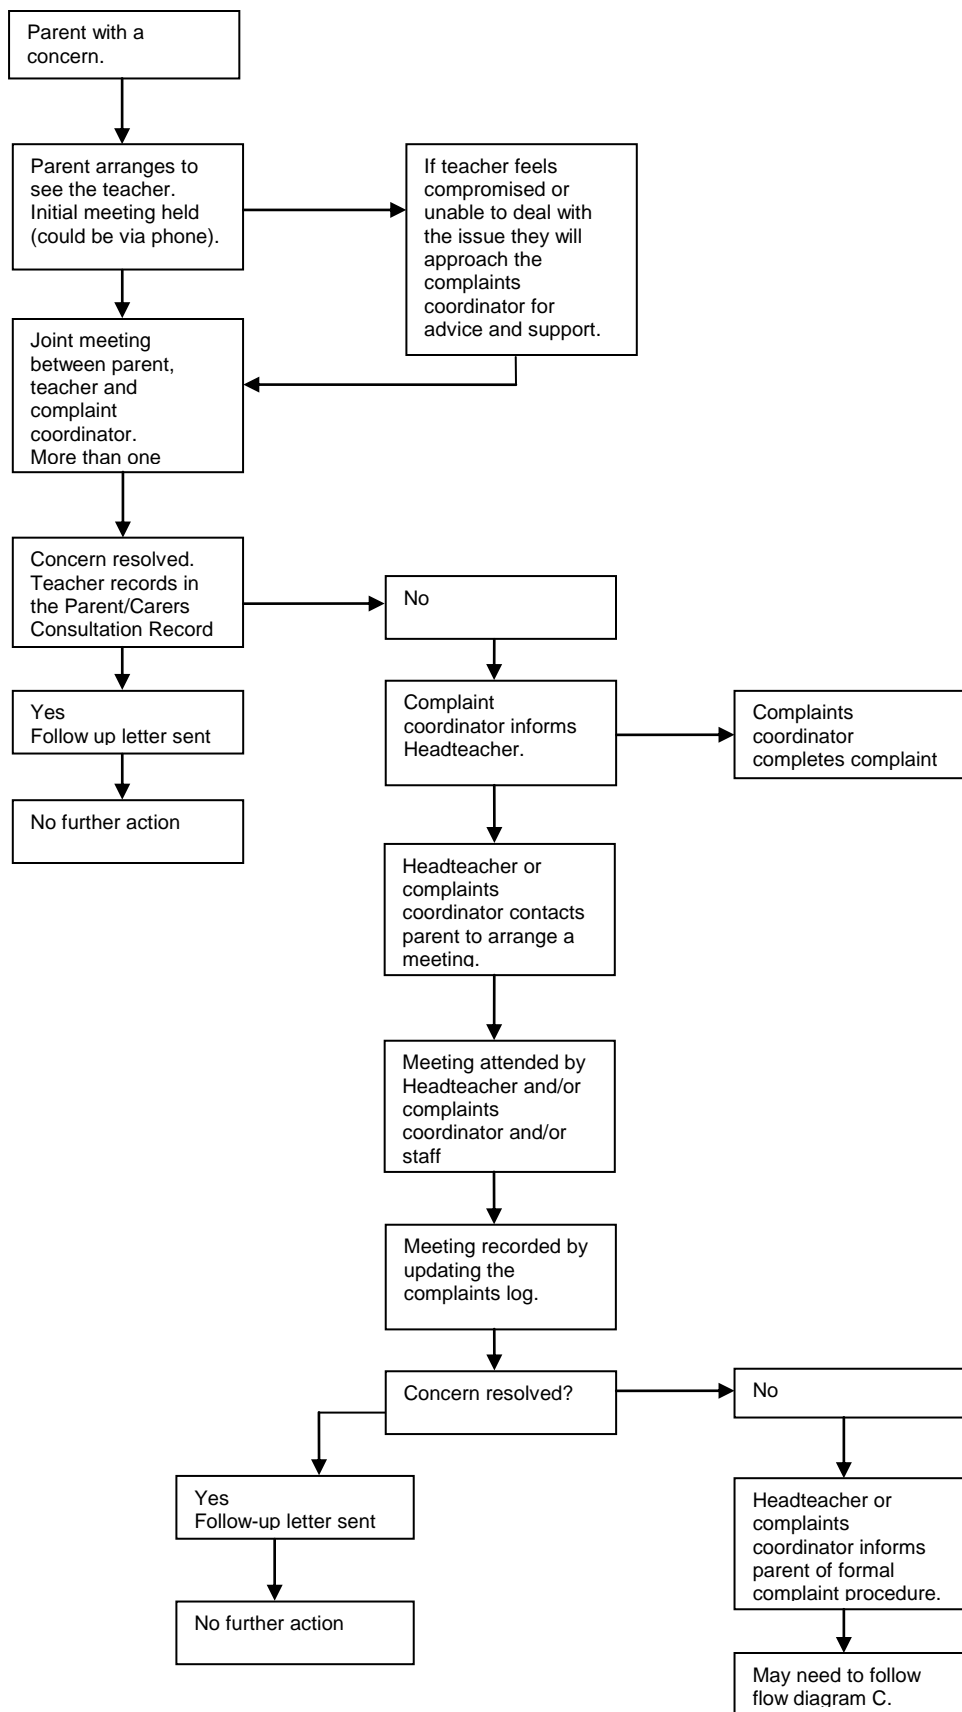 Parent with a
concern.
Parent arranges to
see the teacher.
Initial meeting held
(could be via phone).
If teacher feels
compromised or
unable to deal with
the issue they will
approach the
complaints
coordinator for
advice and support.
Joint meeting
between parent,
teacher and
complaint
coordinator.
More than one
Concern resolved.
Teacher records in
the Parent/Carers
Consultation Record
No
Yes
Follow up letter sent
Complaint
coordinator informs
Headteacher.
Complaints
coordinator
completes complaint
No further action
Headteacher or
complaints
coordinator contacts
parent to arrange a
meeting.
Meeting attended by
Headteacher and/or
complaints
coordinator and/or
staff
Meeting recorded by
updating the
complaints log.
Concern resolved?
No
Yes
Follow-up letter sent
Headteacher or
complaints
coordinator informs
parent of formal
complaint procedure.
No further action
May need to follow
flow diagram C.